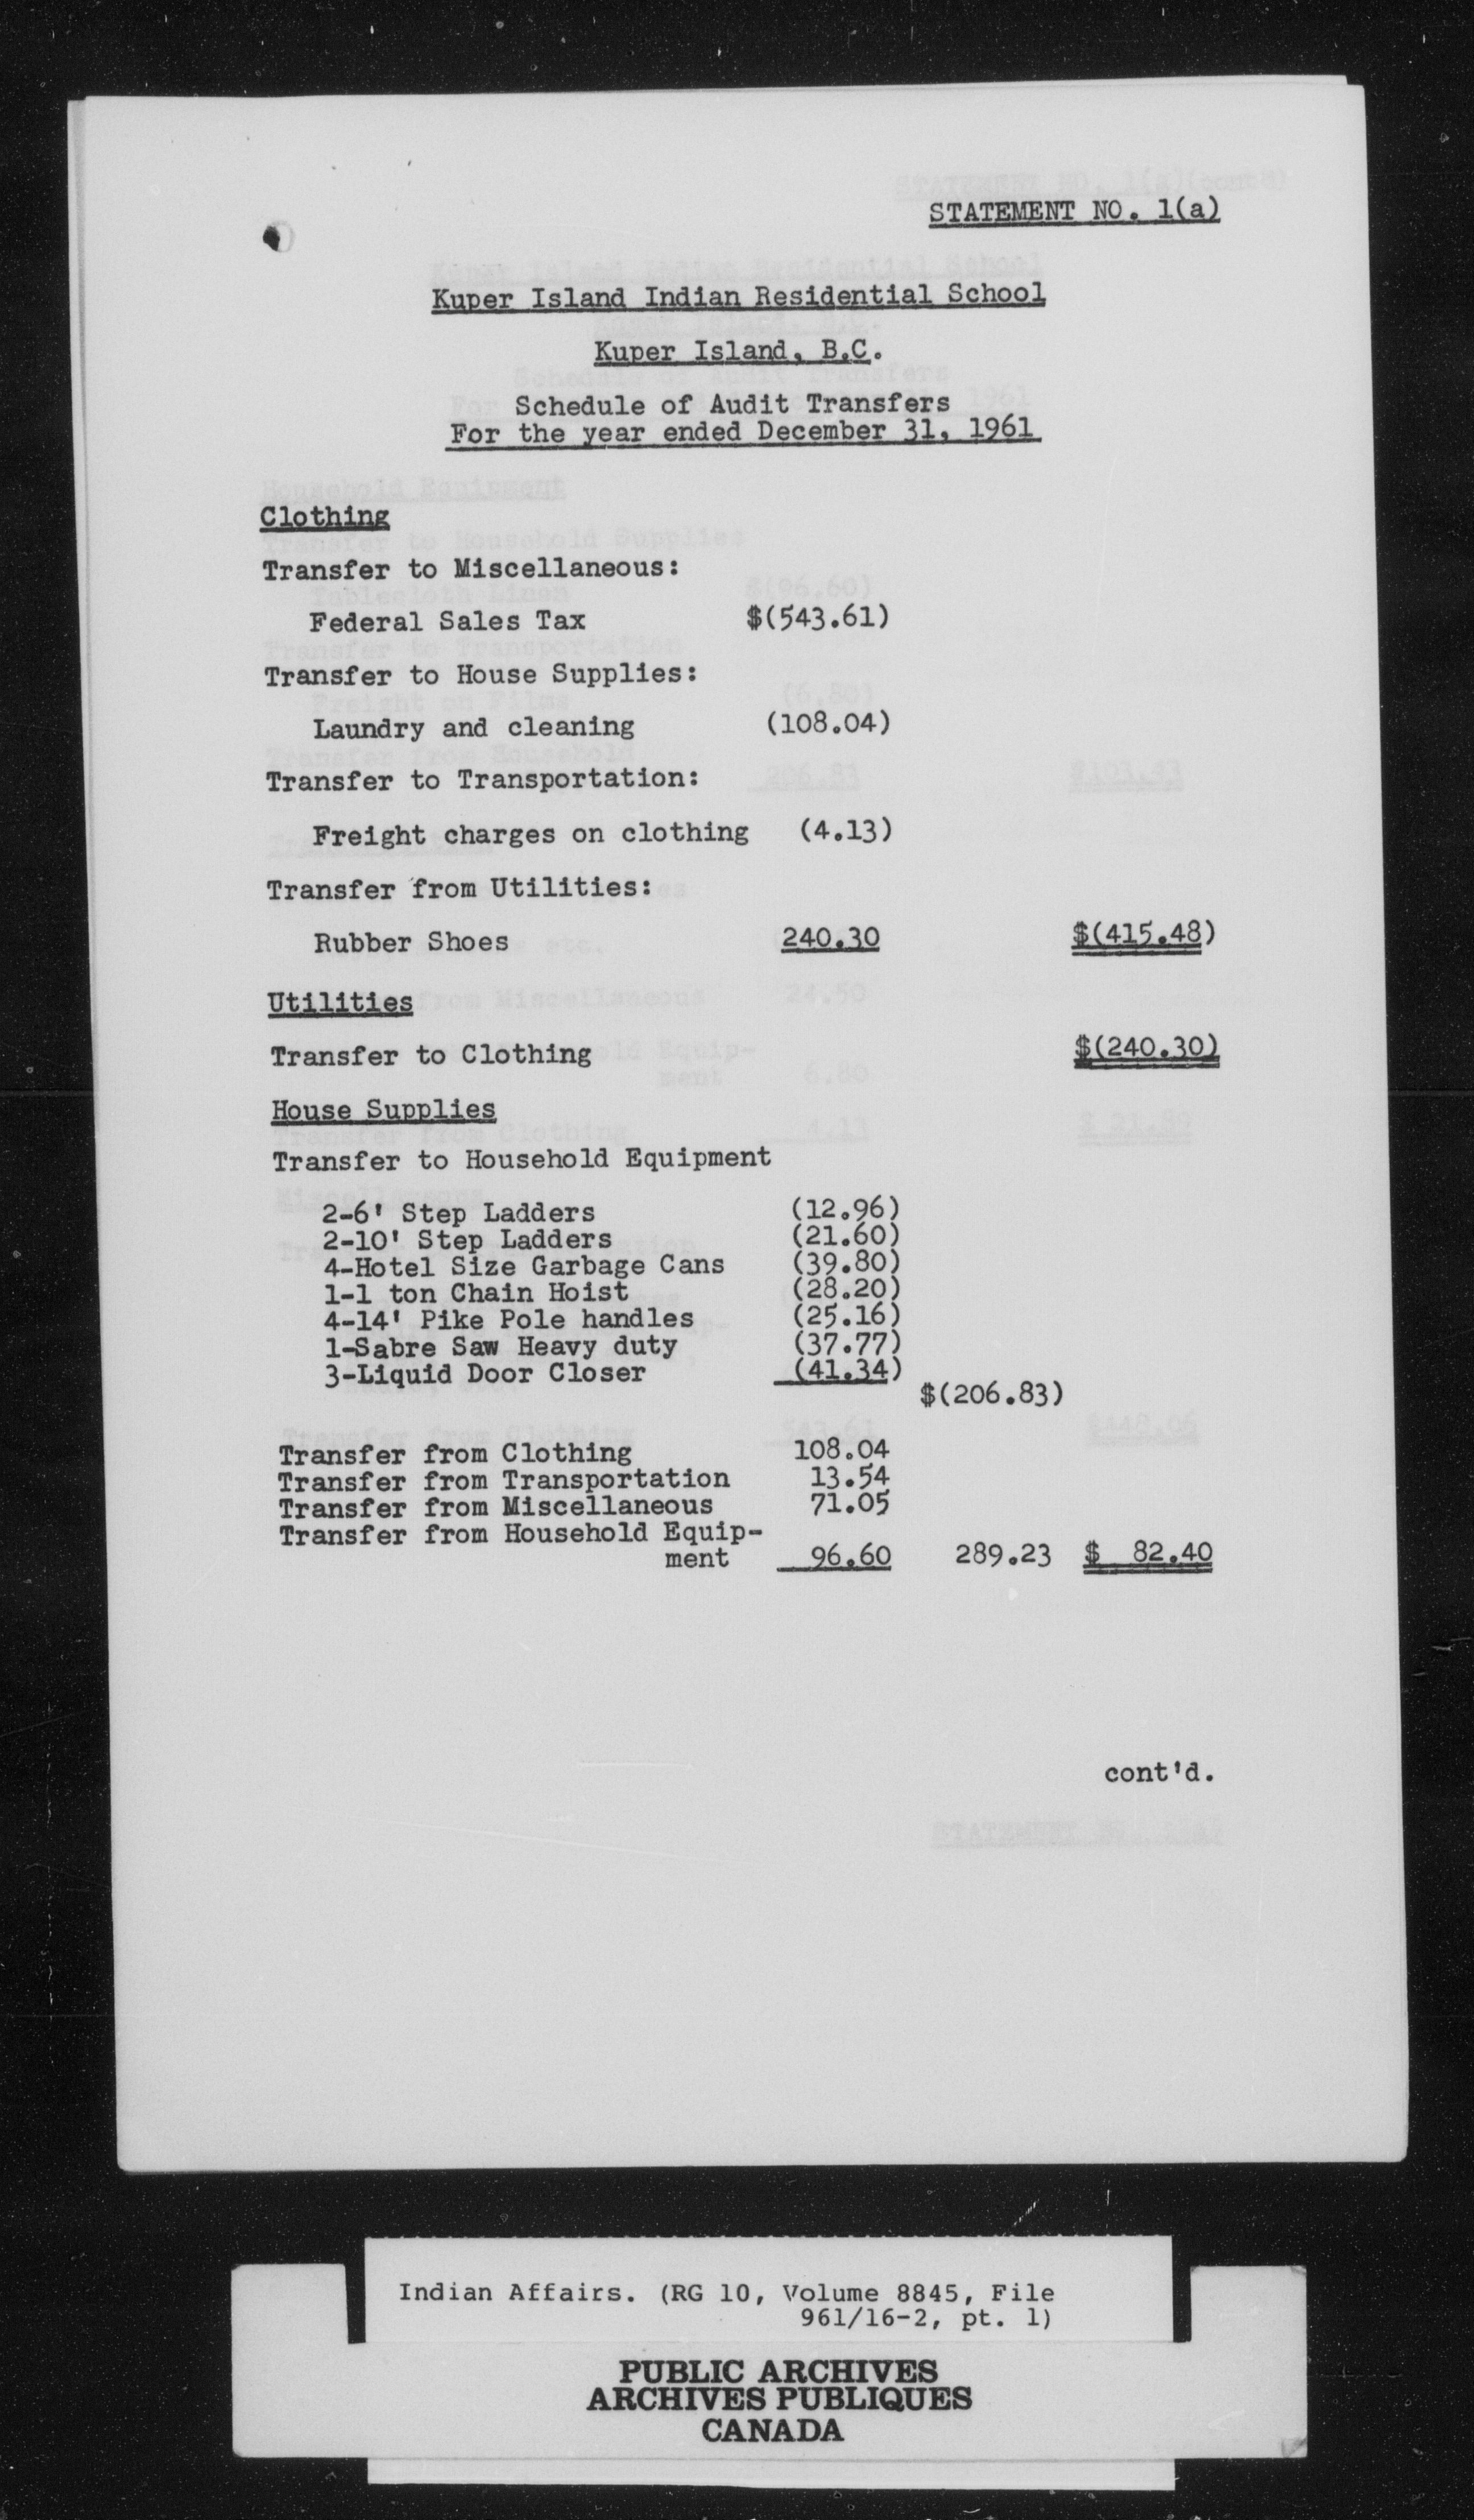 STATEMENT NO. 1(a)
Kuper Island Indian Residential School
Kuper Island, B.C.
Schedule of Audit Transfers
For the year ended December 31, 1961
Clothing
Transfer to Miscellaneous:
Federal Sales Tax $(543.61)
Transfer to House Supplies:
Laundry and cleaning (108.04)
Transfer to Transportation:
Freight charges on clothing (4.13)
Transfer from Utilities:
Rubber Shoes 240.30 $(415.48)
Utilities
Transfer to Clothing $(240.30)
House Supplies
Transfer to Household Equipment
2-6' Step Ladders (12.96)
2-10' Step Ladders (21.60)
4-Hotel Size Garbage Cans (39.80)
1-1 ton Chain Hoist (28.20)
4-14' Pike Pole handles (25.16)
1-Sabre Saw Heavy duty (37.77)
3-Liquid Door Closer (41.34)
$(206.83)
Transfer from Clothing 108.04
Transfer from Transportation 13.54
Transfer from Miscellaneous 71.05
Transfer from Household Equip-
ment 96.60 289.23 $ 82.40
cont'd.
Indian Affairs. (RG 10, Volume 8845, File
961/16-2, pt. 1)
PUBLIC ARCHIVES
ARCHIVES PUBLIQUES
CANADA